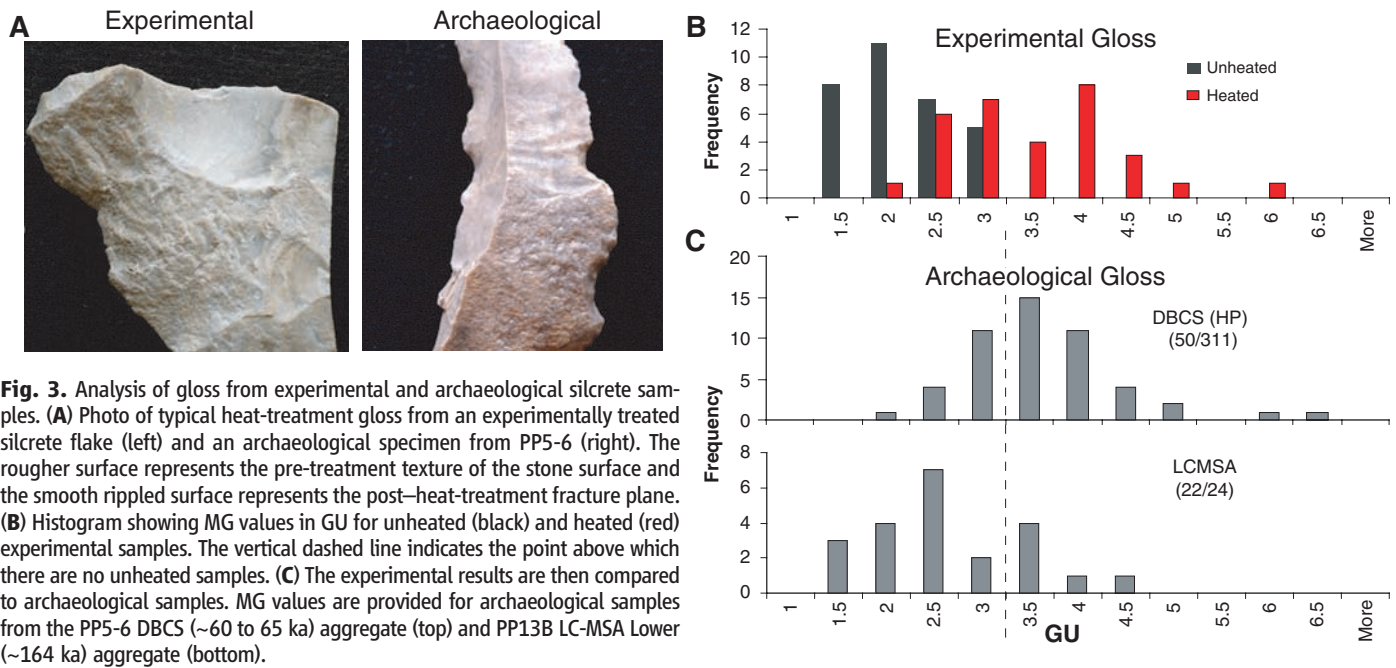 A
Experimental
Archaeological
B
Experimental Gloss
Unheated
Heated
Frequency
12
10
8
6
4
2
0
1
1.5
2
2.5
3
3.5
4
4.5
5
5.5
6
6.5
More
C
Archaeological Gloss
DBCS (HP)
(50/311)
Frequency
20
15
10
5
0
LCMSA
(22/24)
8
6
4
2
0
1
1.5
2
2.5
3
3.5
4
4.5
5
5.5
6
6.5
More
GU
Fig. 3. Analysis of gloss from experimental and archaeological silcrete sam-
ples. (A) Photo of typical heat-treatment gloss from an experimentally treated
silcrete flake (left) and an archaeological specimen from PP5-6 (right). The
rougher surface represents the pre-treatment texture of the stone surface and
the smooth rippled surface represents the post–heat-treatment fracture plane.
(B) Histogram showing MG values in GU for unheated (black) and heated (red)
experimental samples. The vertical dashed line indicates the point above which
there are no unheated samples. (C) The experimental results are then compared
to archaeological samples. MG values are provided for archaeological samples
from the PP5-6 DBCS (~60 to 65 ka) aggregate (top) and PP13B LC-MSA Lower
(~164 ka) aggregate (bottom).